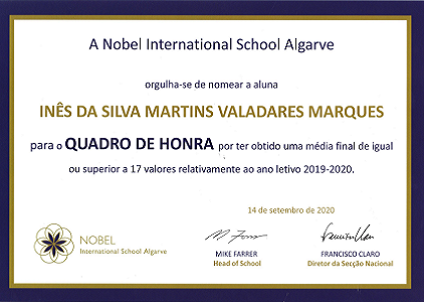 A Nobel International School Algarve
orgulha-se de nomear a aluna
INÊS DA SILVA MARTINS VALADARES MARQUES
para o QUADRO DE HONRA por ter obtido uma média final de igual
ou superior a 17 valores relativamente ao ano letivo 2019-2020.
14 de setembro de 2020
NOBEL
International School Algarve
MIKE FARRER
Head of School
FRANCISCO CLARO
Diretor da Secção Nacional